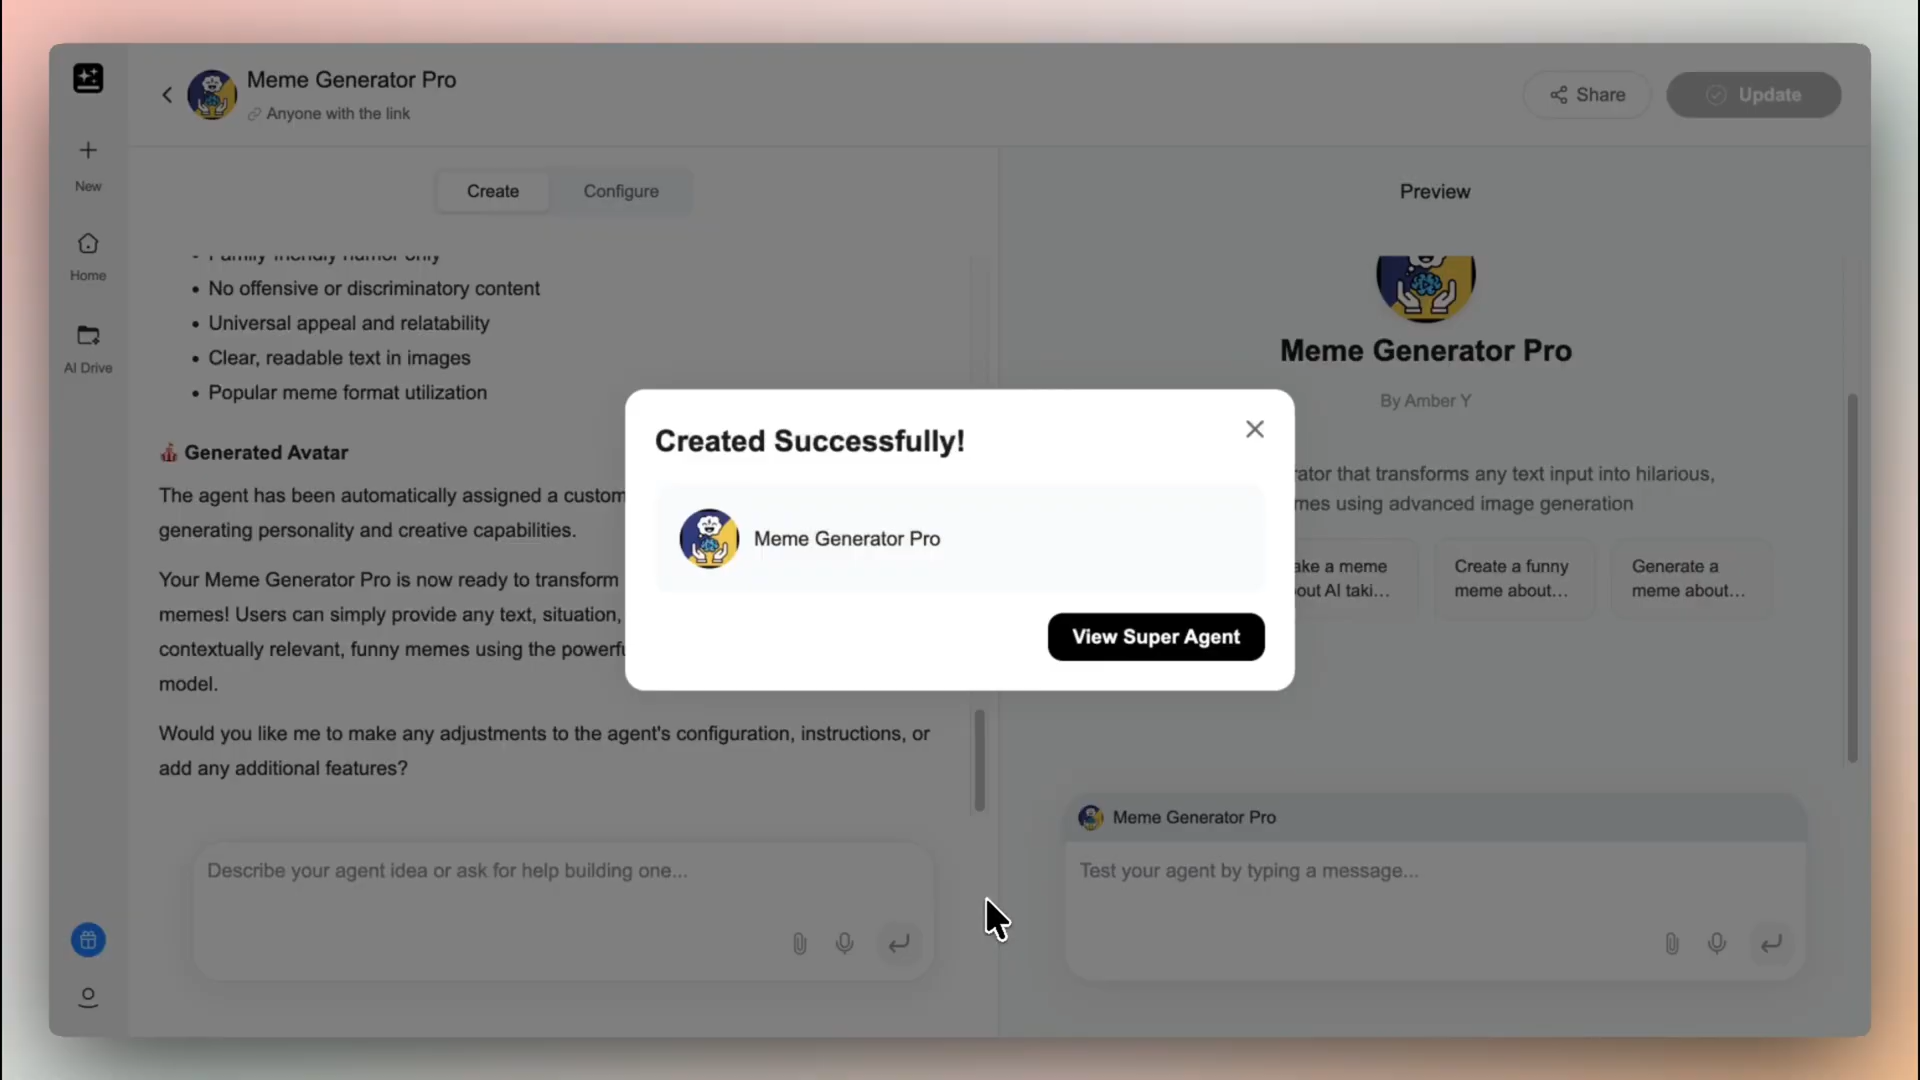 Meme Generator Pro
Anyone with the link
Share
Update
New
Home
AI Drive
Create
Configure
Family-friendly humor only
• No offensive or discriminatory content
• Universal appeal and relatability
• Clear, readable text in images
• Popular meme format utilization
Generated Avatar
The agent has been automatically assigned a custom
generating personality and creative capabilities.
Your Meme Generator Pro is now ready to transform
memes! Users can simply provide any text, situation,
contextually relevant, funny memes using the
model.
Would you like me to make any adjustments to the agent's configuration, instructions, or
add any additional features?
Describe your agent idea or ask for help building one...
Created Successfully!
Meme Generator Pro
View Super Agent
Preview
Meme Generator Pro
By Amber Y
that transforms any text input into hilarious,
using advanced image generation
a meme
AI taki...
Create a funny
meme about...
Generate a
meme about...
Meme Generator Pro
Test your agent by typing a message...